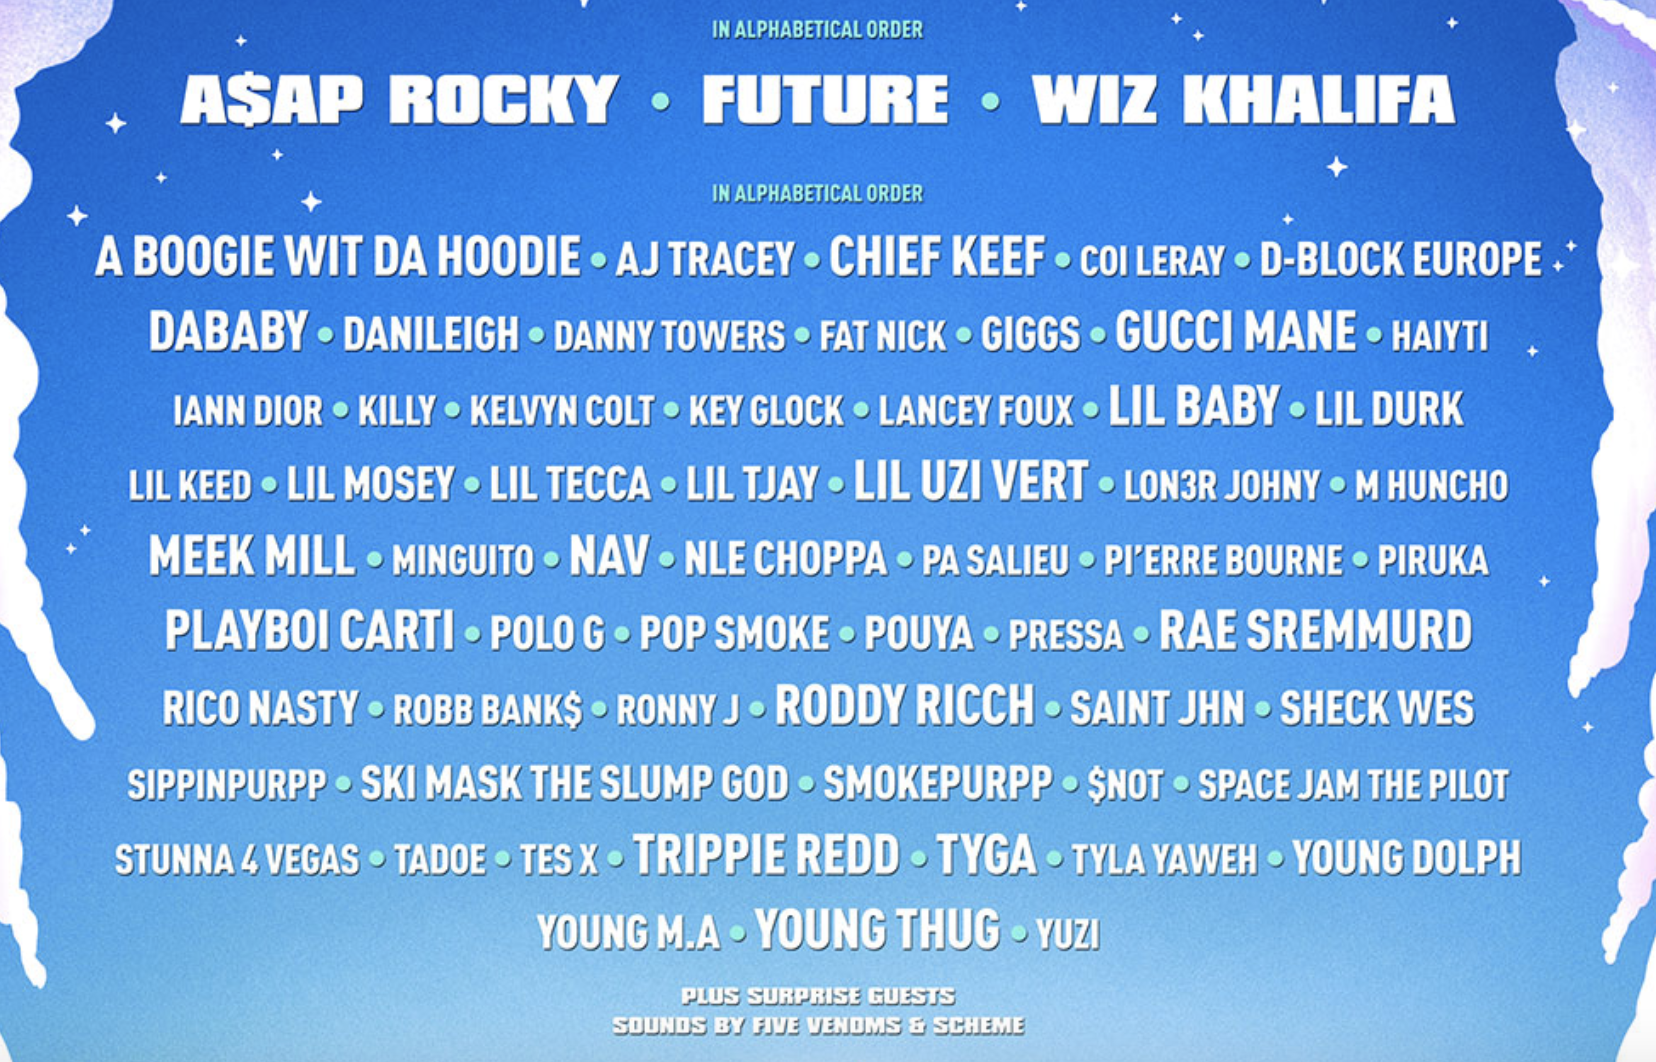 IN ALPHABETICAL ORDER
A$AP ROCKY • FUTURE • WIZ KHALIFA
IN ALPHABETICAL ORDER
A BOOGIE WIT DA HOODIE • AJ TRACEY • CHIEF KEEF • COI LERAY • D-BLOCK EUROPE
DABABY • DANILEIGH • DANNY TOWERS • FAT NICK • GIGGS • GUCCI MANE • HAIYTI
IANN DIOR • KILLY • KELVYN COLT • KEY GLOCK • LANCEY FOUX • LIL BABY • LIL DURK
LIL KEED • LIL MOSEY • LIL TECCA • LIL TJAY • LIL UZI VERT • LON3R JOHNY • M HUNCHO
MEEK MILL • MINGUITO • NAV • NLE CHOPPA • PA SALIEU • PI'ERRE BOURNE • PIRUKA
PLAYBOI CARTI • POLO G • POP SMOKE • POUYA • PRESSA • RAE SREMMURD
RICO NASTY • ROBB BANK$ • RONNY J • RODDY RICCH • SAINT JHN • SHECK WES
SIPPINPURPP • SKI MASK THE SLUMP GOD • SMOKEPURPP • $NOT • SPACE JAM THE PILOT
STUNNA 4 VEGAS • TADOE • TES X • TRIPPIE REDD • TYGA • TYLA YAWEH • YOUNG DOLPH
YOUNG M.A • YOUNG THUG • YUZI
PLUS SURPRISE GUESTS
SOUNDS BY FIVE VENOMS & SCHEME